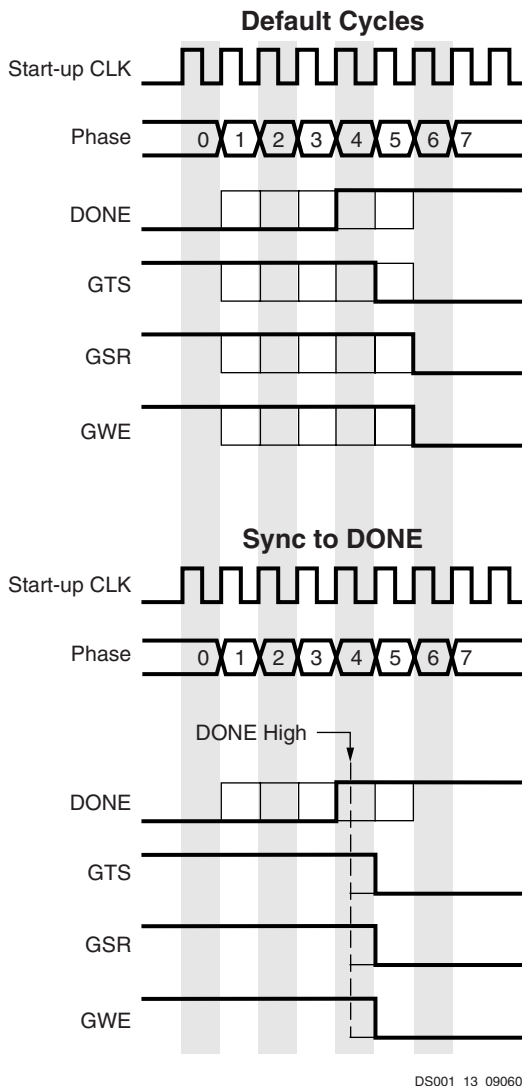 Default Cycles
Start-up CLK
Phase 0 1 2 3 4 5 6 7
DONE
GTS
GSR
GWE
Sync to DONE
Start-up CLK
Phase 0 1 2 3 4 5 6 7
DONE High
DONE
GTS
GSR
GWE
DS001_13_09060